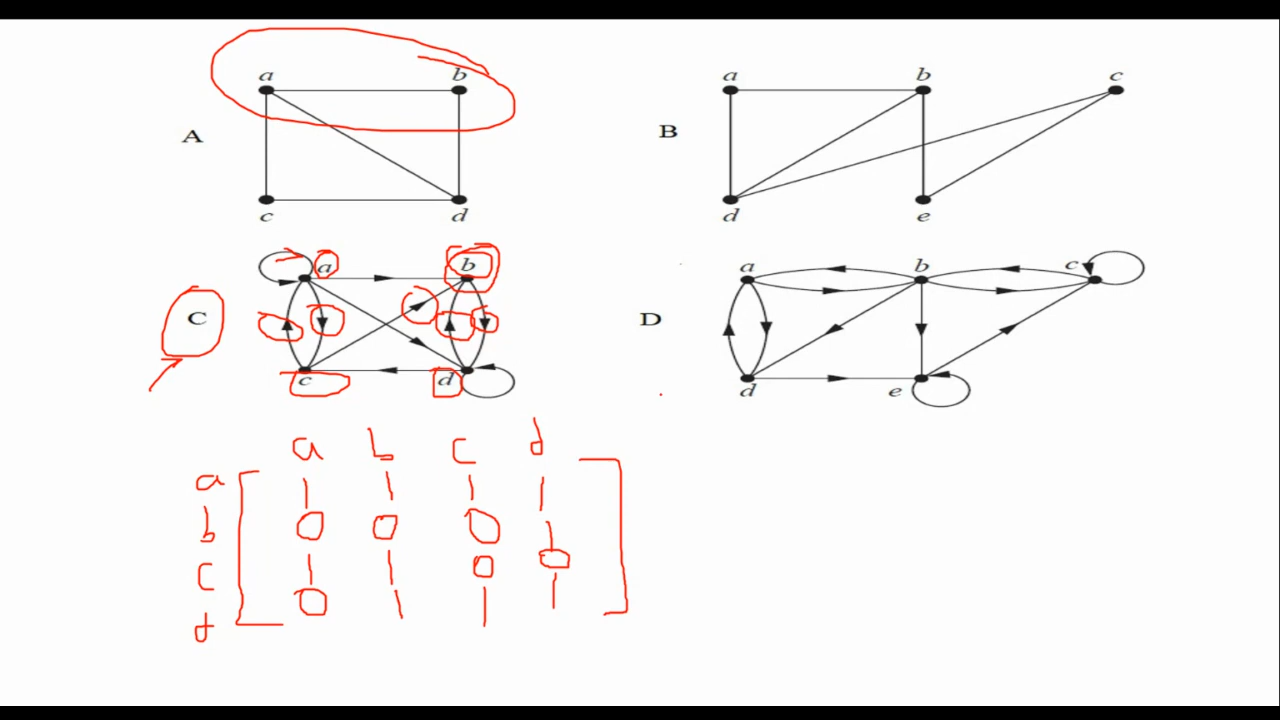 a b a b c
A B
c d d e
a b a b c
C D
c d d e
a b c d
a 1 1 1 1
b 0 0 0 1
c 1 1 0 0
d 0 1 1 1